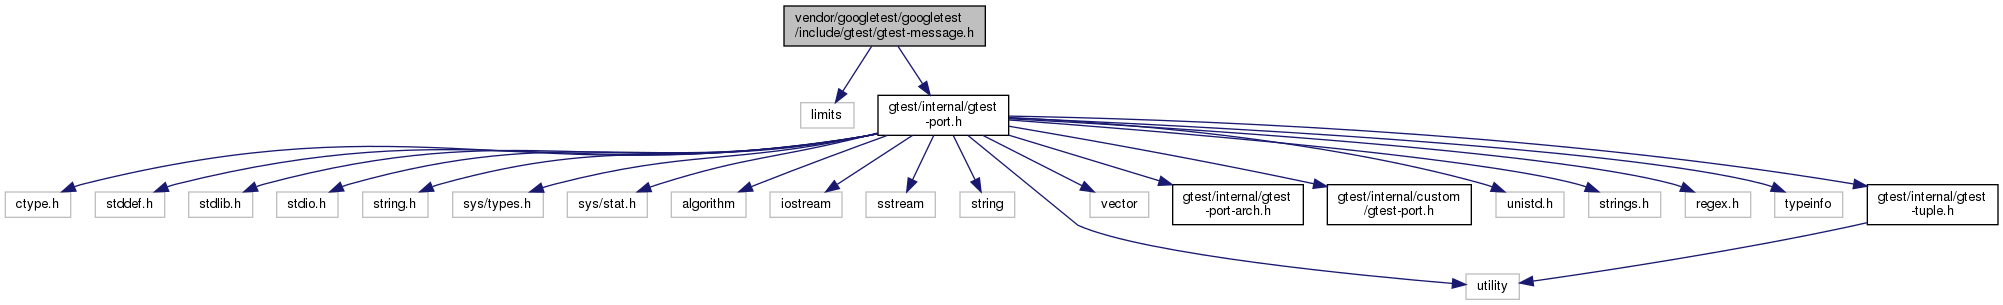 vendor/googletest/googletest
/include/gtest/gtest-message.h
limits
gtest/internal/gtest
-port.h
ctype.h
stddef.h
stdlib.h
stdio.h
string.h
sys/types.h
sys/stat.h
algorithm
iostream
sstream
string
vector
gtest/internal/gtest
-port-arch.h
gtest/internal/custom
/gtest-port.h
unistd.h
strings.h
regex.h
typeinfo
gtest/internal/gtest
-tuple.h
utility